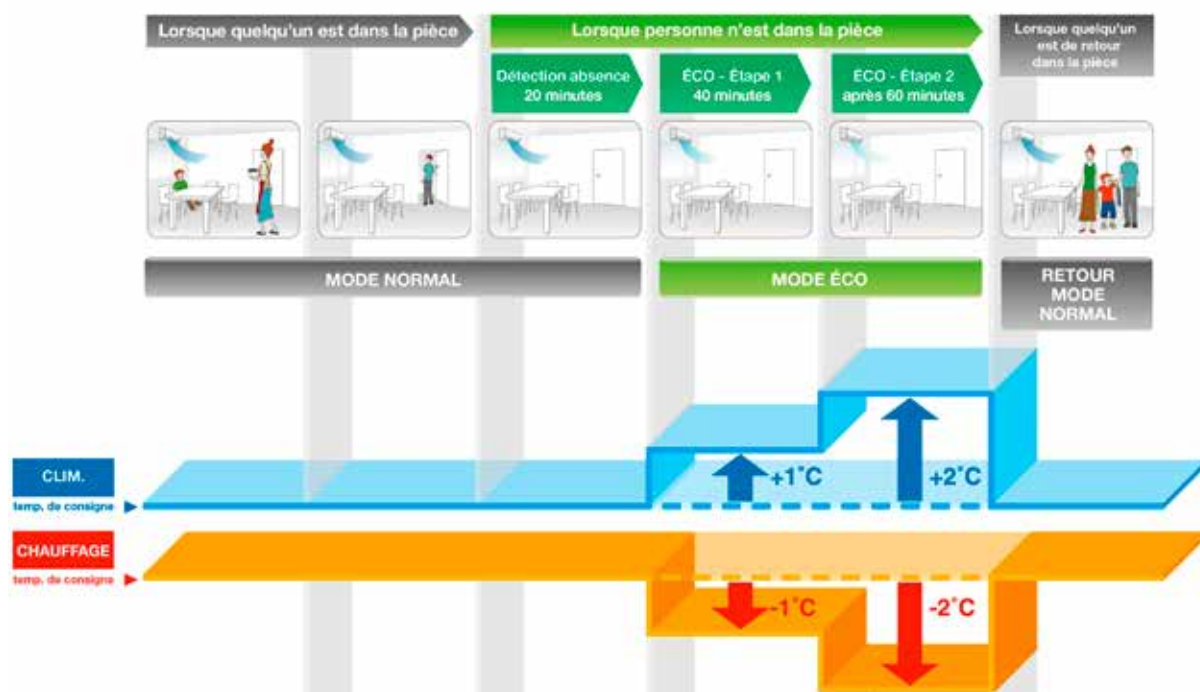 Lorsque quelqu'un est dans la pièce
Lorsque personne n'est dans la pièce
Lorsque quelqu'un
est de retour
dans la pièce
Détection absence
20 minutes
ÉCO - Étape 1
40 minutes
ÉCO - Étape 2
après 60 minutes
MODE NORMAL
MODE ÉCO
RETOUR
MODE
NORMAL
CLIM.
temp. de consigne
+1°C
+2°C
CHAUFFAGE
temp. de consigne
-1°C
-2°C